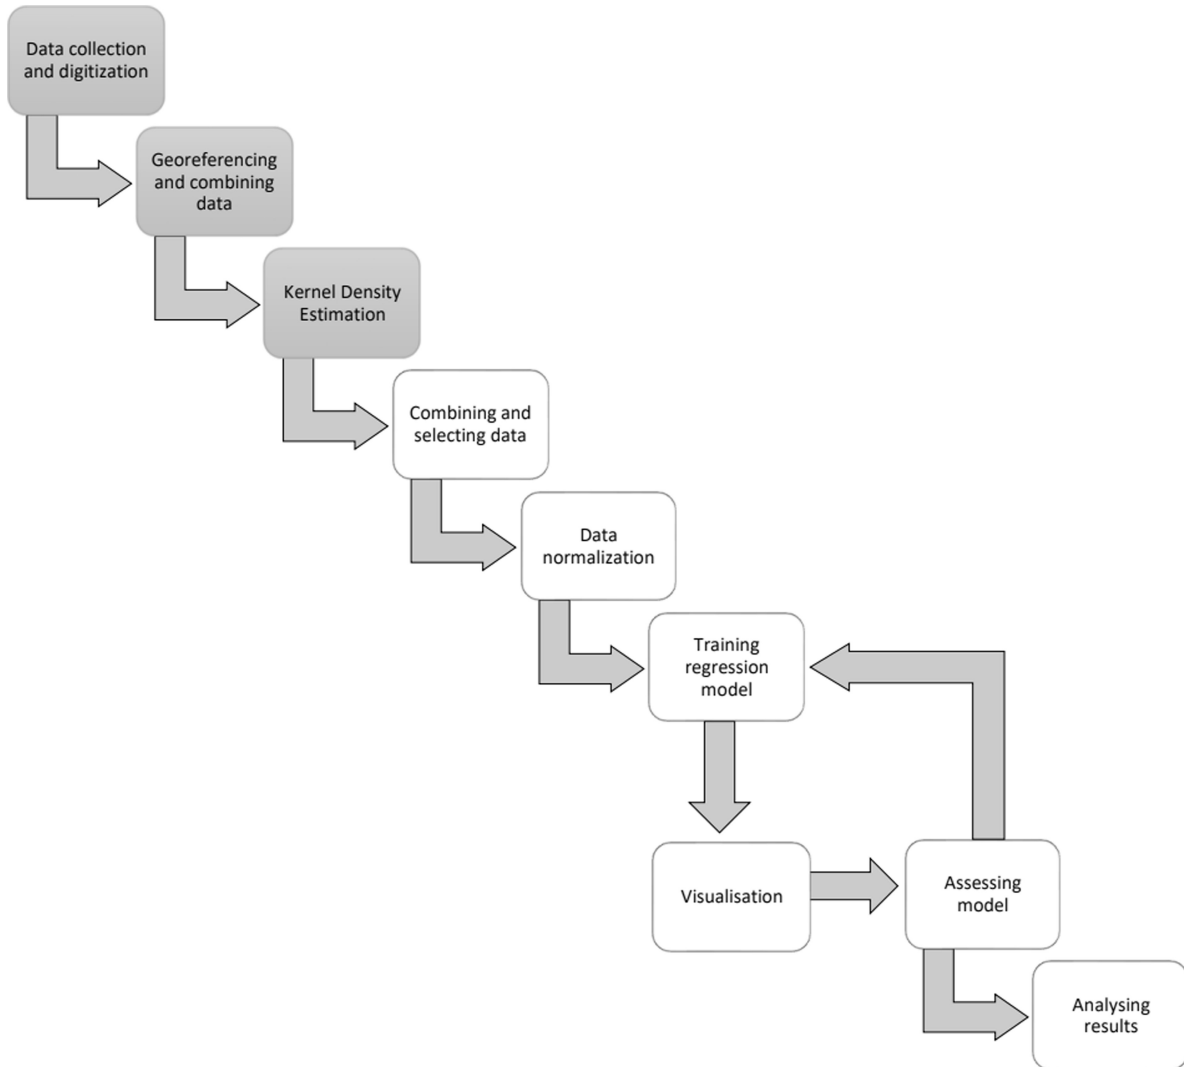 Data collection
and digitization
Georeferencing
and combining
data
Kernel Density
Estimation
Combining and
selecting data
Data
normalization
Training
regression
model
Visualisation
Assessing
model
Analysing
results